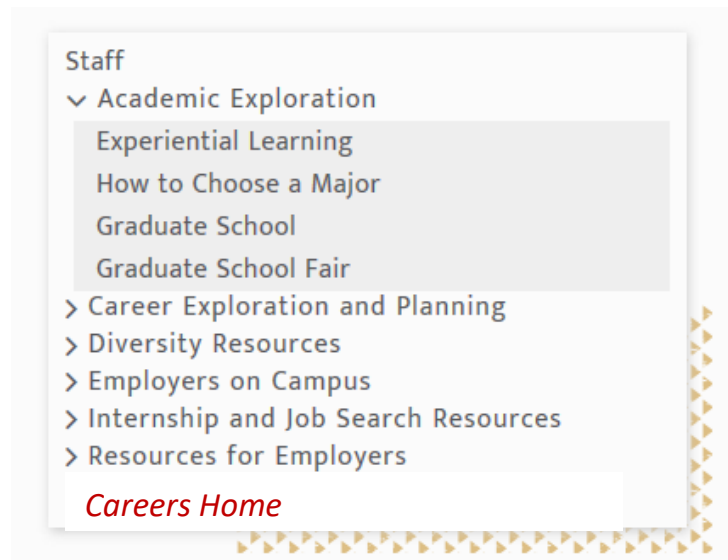 Staff
Academic Exploration
Experiential Learning
How to Choose a Major
Graduate School
Graduate School Fair
Career Exploration and Planning
Diversity Resources
Employers on Campus
Internship and Job Search Resources
Resources for Employers
Careers Home